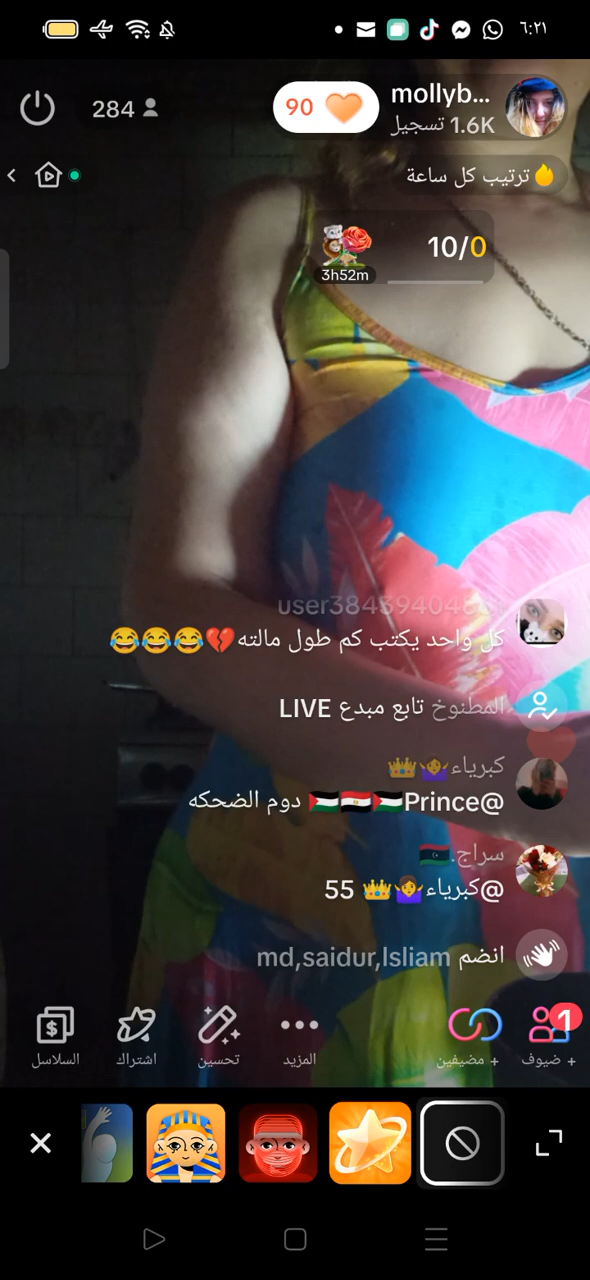 ٦:٢١
mollyb...
1.6K تسجيل
90
284
ترتيب كل ساعة
10/0
3h52m
كل واحد يكتب كم طول مالته💔😂😂😂
المطنوخ تابع مبدع LIVE
كبرياء🤷‍♀️👑
@Prince🇵🇸🇪🇬🇵🇸 دوم الضحكه
سراج.🇱🇾
@كبرياء🤷‍♀️👑 55
انضم md,saidur,lsliam
1
+ ضيوف
+ مضيفين
المزيد
تحسين
اشتراك
السلاسل